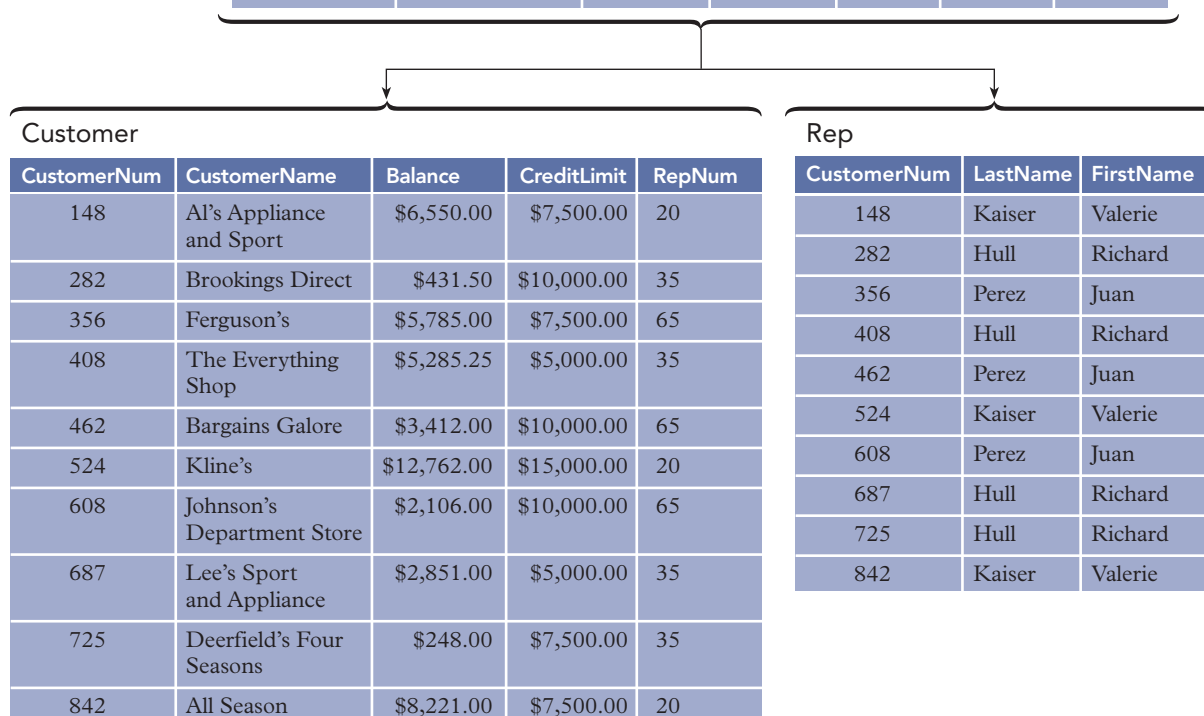 Customer
CustomerNum CustomerName Balance CreditLimit RepNum
148 Al's Appliance and Sport $6,550.00 $7,500.00 20
282 Brookings Direct $431.50 $10,000.00 35
356 Ferguson's $5,785.00 $7,500.00 65
408 The Everything Shop $5,285.25 $5,000.00 35
462 Bargains Galore $3,412.00 $10,000.00 65
524 Kline's $12,762.00 $15,000.00 20
608 Johnson's Department Store $2,106.00 $10,000.00 65
687 Lee's Sport and Appliance $2,851.00 $5,000.00 35
725 Deerfield's Four Seasons $248.00 $7,500.00 35
842 All Season $8,221.00 $7,500.00 20
Rep
CustomerNum LastName FirstName
148 Kaiser Valerie
282 Hull Richard
356 Perez Juan
408 Hull Richard
462 Perez Juan
524 Kaiser Valerie
608 Perez Juan
687 Hull Richard
725 Hull Richard
842 Kaiser Valerie